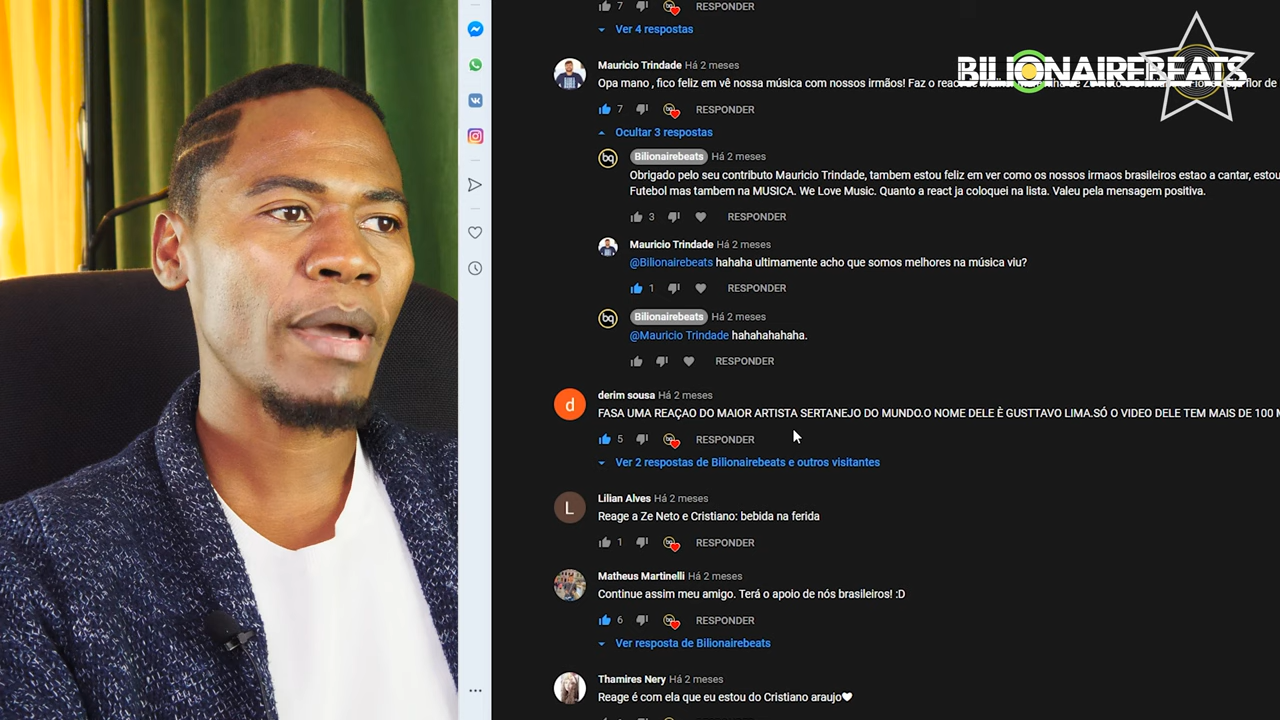 7 RESPONDER
Ver 4 respostas
BILIONAIREBEATS
Mauricio Trindade Há 2 meses
Opa mano , fico feliz em vê nossa música com nossos irmãos! Faz o react de
7 RESPONDER
Ocultar 3 respostas
bq Bilionairebeats Há 2 meses
Obrigado pelo seu contributo Mauricio Trindade, tambem estou feliz em ver como os nossos irmaos brasileiros estao a cantar, estou
Futebol mas tambem na MUSICA. We Love Music. Quanto a react ja coloquei na lista. Valeu pela mensagem positiva.
3 RESPONDER
Mauricio Trindade Há 2 meses
@Bilionairebeats hahaha ultimamente acho que somos melhores na música viu?
1 RESPONDER
bq Bilionairebeats Há 2 meses
@Mauricio Trindade hahahahahaha.
RESPONDER
d derim sousa Há 2 meses
FASA UMA REAÇAO DO MAIOR ARTISTA SERTANEJO DO MUNDO.O NOME DELE È GUSTTAVO LIMA.SÓ O VIDEO DELE TEM MAIS DE 100
5 RESPONDER
Ver 2 respostas de Bilionairebeats e outros visitantes
L Lilian Alves Há 2 meses
Reage a Ze Neto e Cristiano: bebida na ferida
1 RESPONDER
Matheus Martinelli Há 2 meses
Continue assim meu amigo. Terá o apoio de nós brasileiros! :D
6 RESPONDER
Ver resposta de Bilionairebeats
Thamires Nery Há 2 meses
Reage é com ela que eu estou do Cristiano araujo🖤